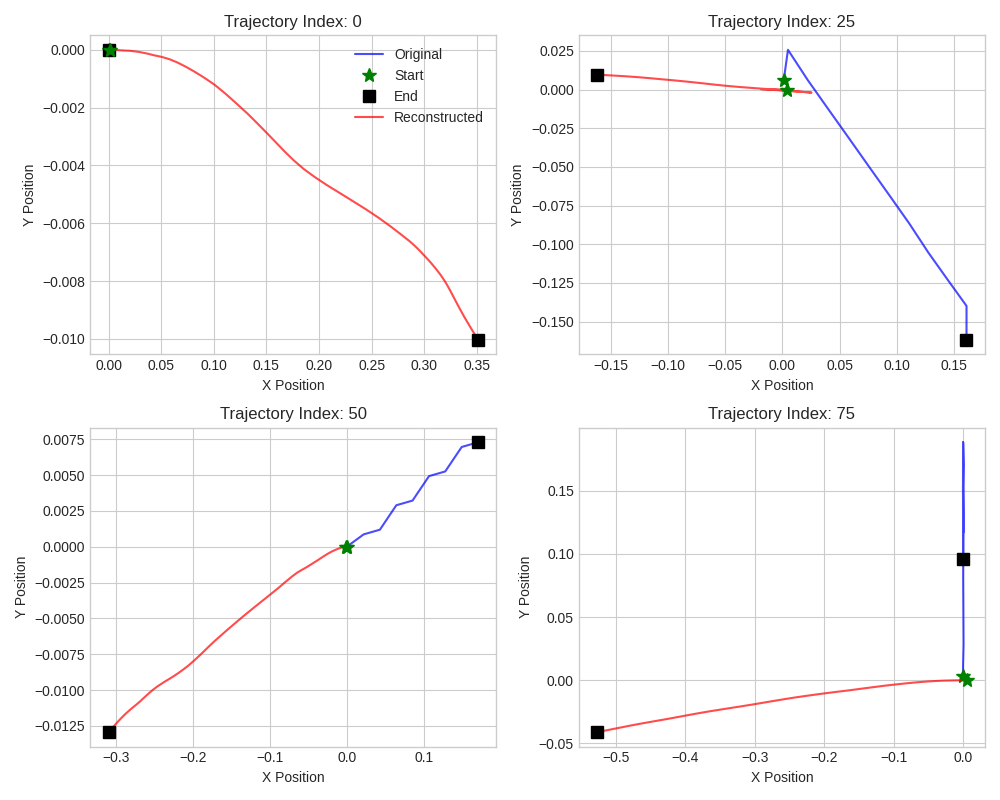 Trajectory Index: 0
0.000
−0.002
−0.004
−0.006
−0.008
−0.010
Y Position
Original
Start
End
Reconstructed
0.00 0.05 0.10 0.15 0.20 0.25 0.30 0.35
X Position
Trajectory Index: 25
0.025
0.000
−0.025
−0.050
−0.075
−0.100
−0.125
−0.150
Y Position
−0.15 −0.10 −0.05 0.00 0.05 0.10 0.15
X Position
Trajectory Index: 50
0.0075
0.0050
0.0025
0.0000
−0.0025
−0.0050
−0.0075
−0.0100
−0.0125
Y Position
−0.3 −0.2 −0.1 0.0 0.1
X Position
Trajectory Index: 75
0.15
0.10
0.05
0.00
−0.05
Y Position
−0.5 −0.4 −0.3 −0.2 −0.1 0.0
X Position